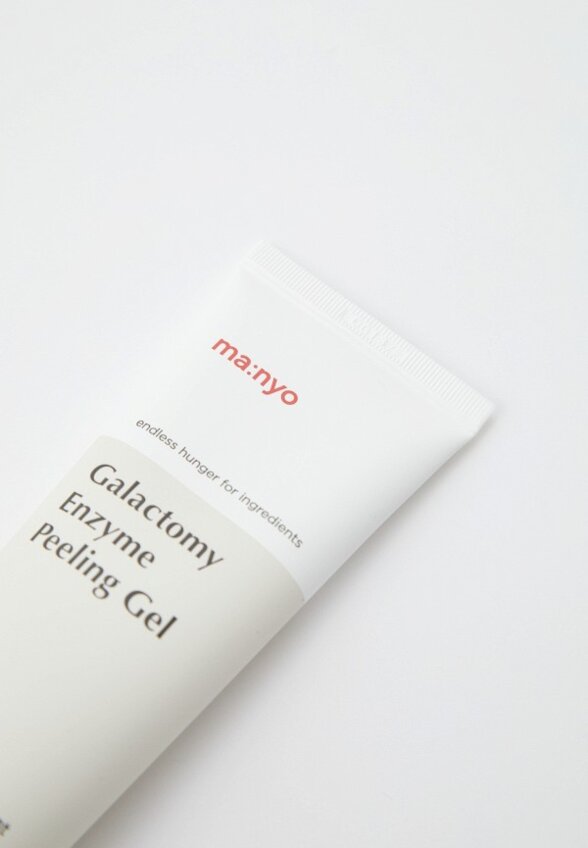 ma:nyo
endless hunger for ingredients
Galactomy
Enzyme
Peeling Gel